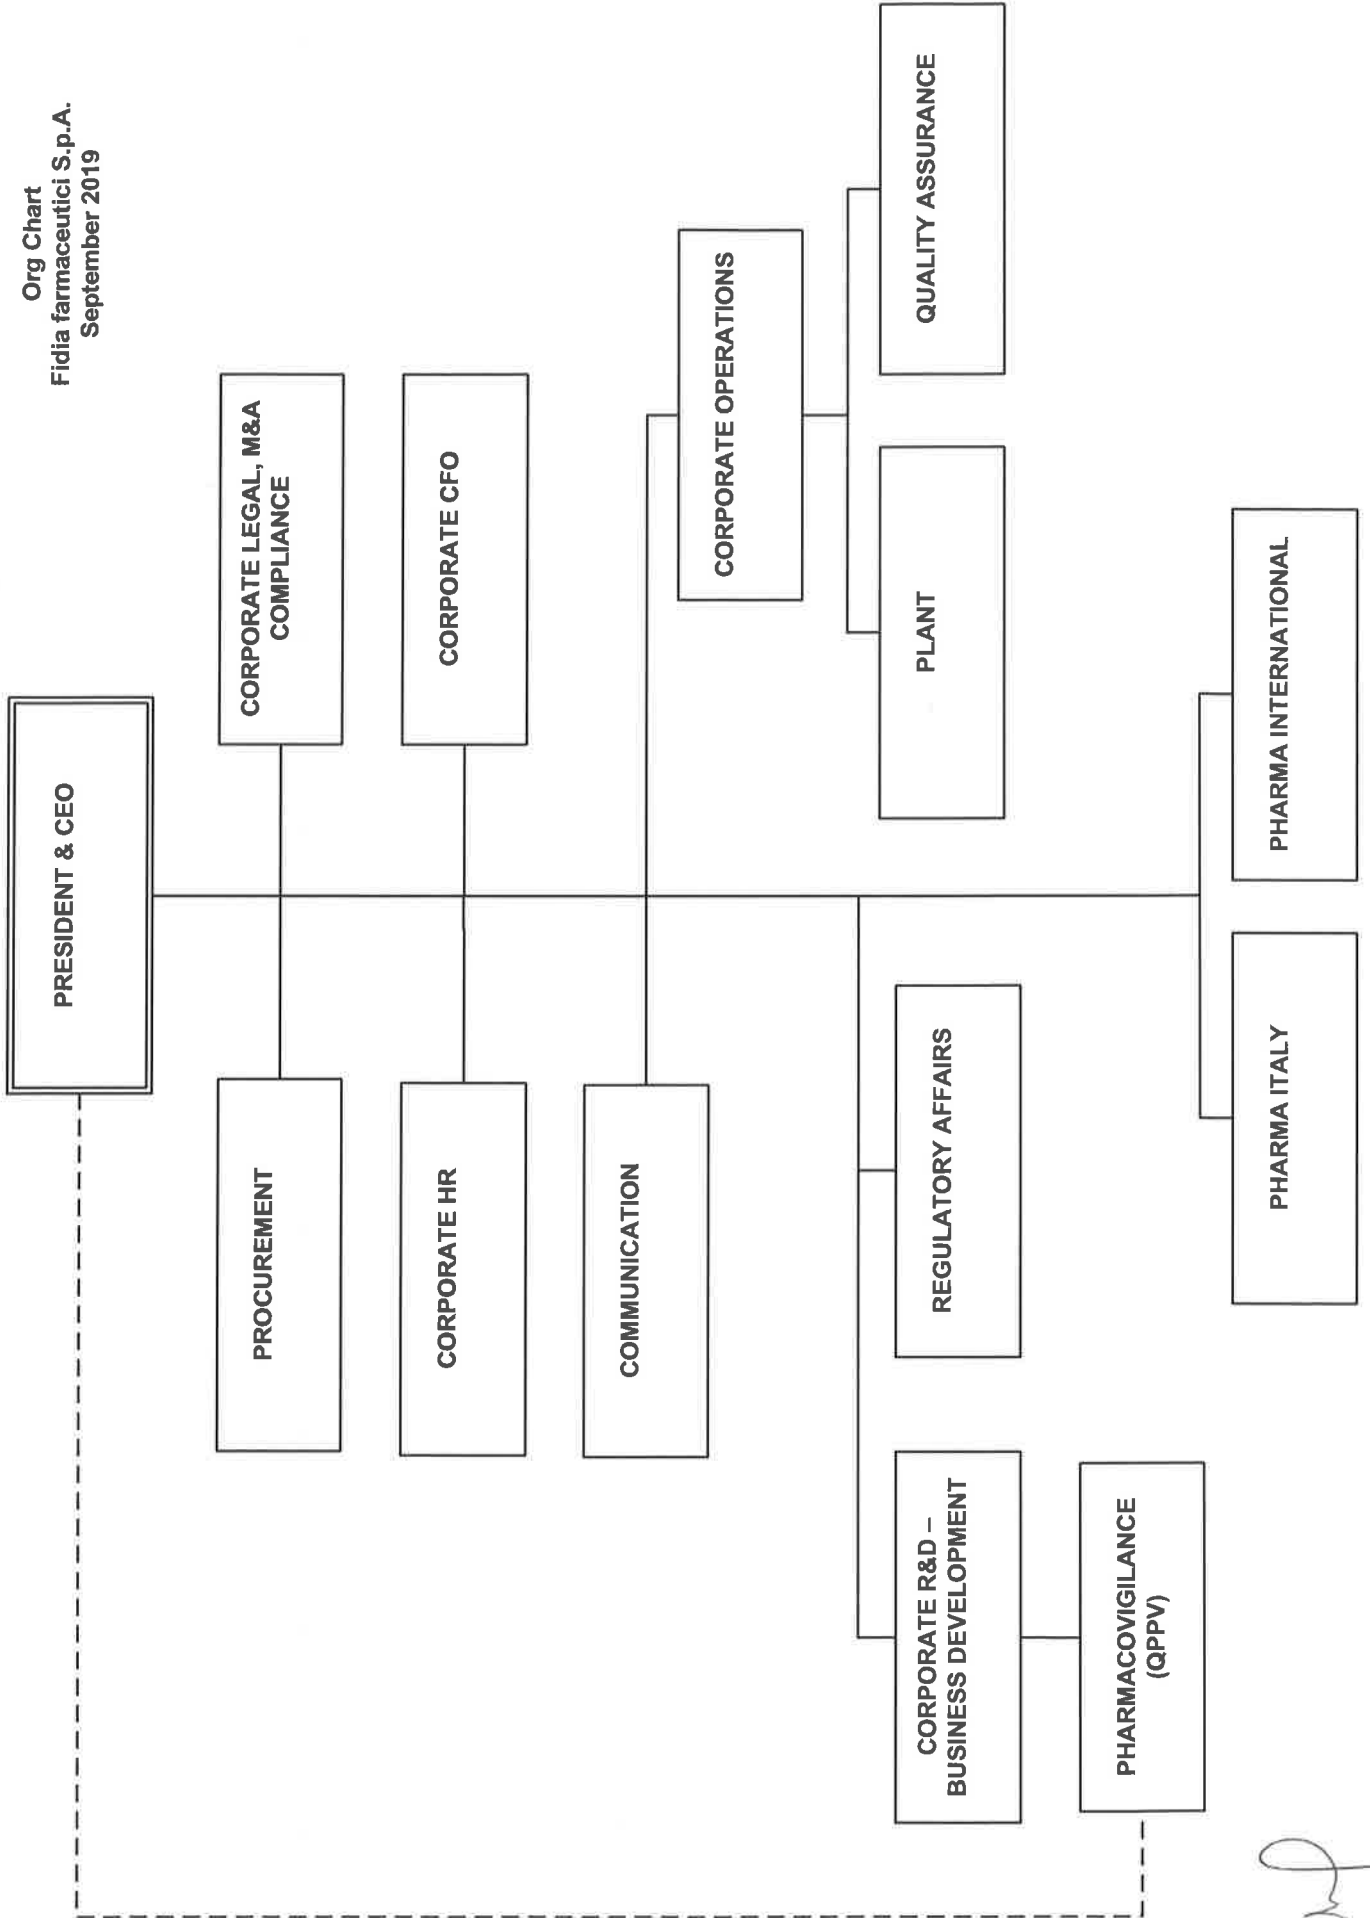 Org Chart
Fidia farmaceutici S.p.A.
September 2019
PRESIDENT & CEO
PROCUREMENT
CORPORATE LEGAL, M&A
COMPLIANCE
CORPORATE HR
CORPORATE CFO
COMMUNICATION
CORPORATE OPERATIONS
PLANT
QUALITY ASSURANCE
CORPORATE R&D –
BUSINESS DEVELOPMENT
REGULATORY AFFAIRS
PHARMACOVIGILANCE
(QPPV)
PHARMA ITALY
PHARMA INTERNATIONAL